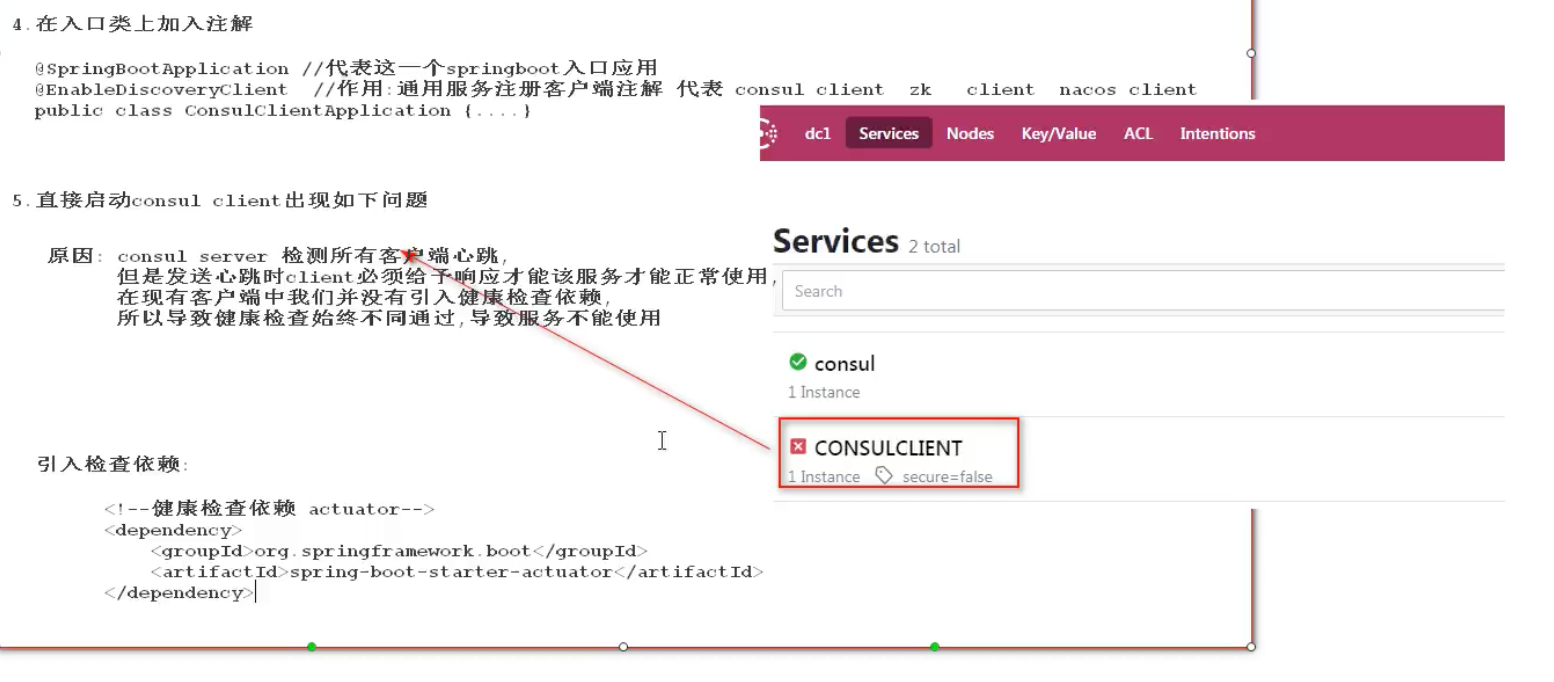 4.在入口类上加入注解
@SpringBootApplication //代表这一个springboot入口应用
@EnableDiscoveryClient //作用:通用服务注册客户端注解 代表 consul client zk client nacos client
public class ConsulClientApplication {....}
5.直接启动consul client出现如下问题
原因: consul server 检测所有客户端心跳,
但是发送心跳时client必须给予响应才能该服务才能正常使用,
在现有客户端中我们并没有引入健康检查依赖,
所以导致健康检查始终不同通过,导致服务不能使用
引入检查依赖:
<!--健康检查依赖 actuator-->
<dependency>
<groupId>org.springframework.boot</groupId>
<artifactId>spring-boot-starter-actuator</artifactId>
</dependency>
dc1 Services Nodes Key/Value ACL Intentions
Services 2 total
Search
consul
1 Instance
CONSULCLIENT
1 Instance secure=false